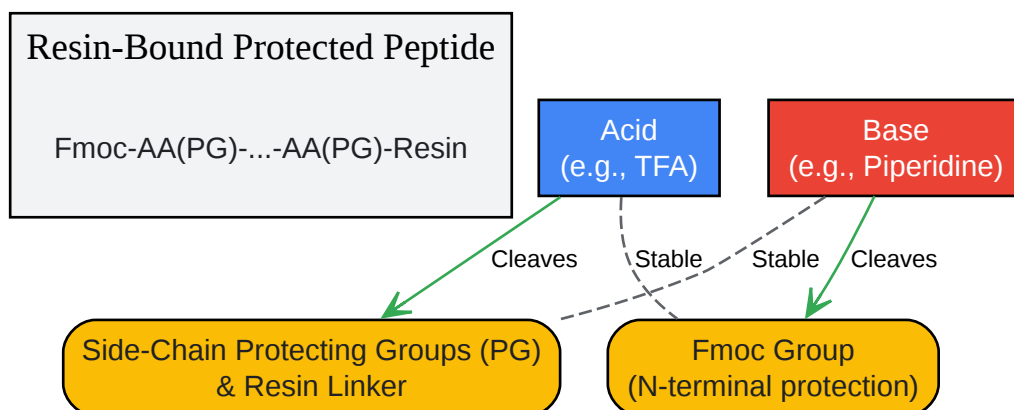 Resin-Bound Protected Peptide
Fmoc-AA(PG)-...-AA(PG)-Resin
Acid
(e.g., TFA)
Base
(e.g., Piperidine)
Cleaves
Stable
Stable
Cleaves
Side-Chain Protecting Groups (PG)
& Resin Linker
Fmoc Group
(N-terminal protection)